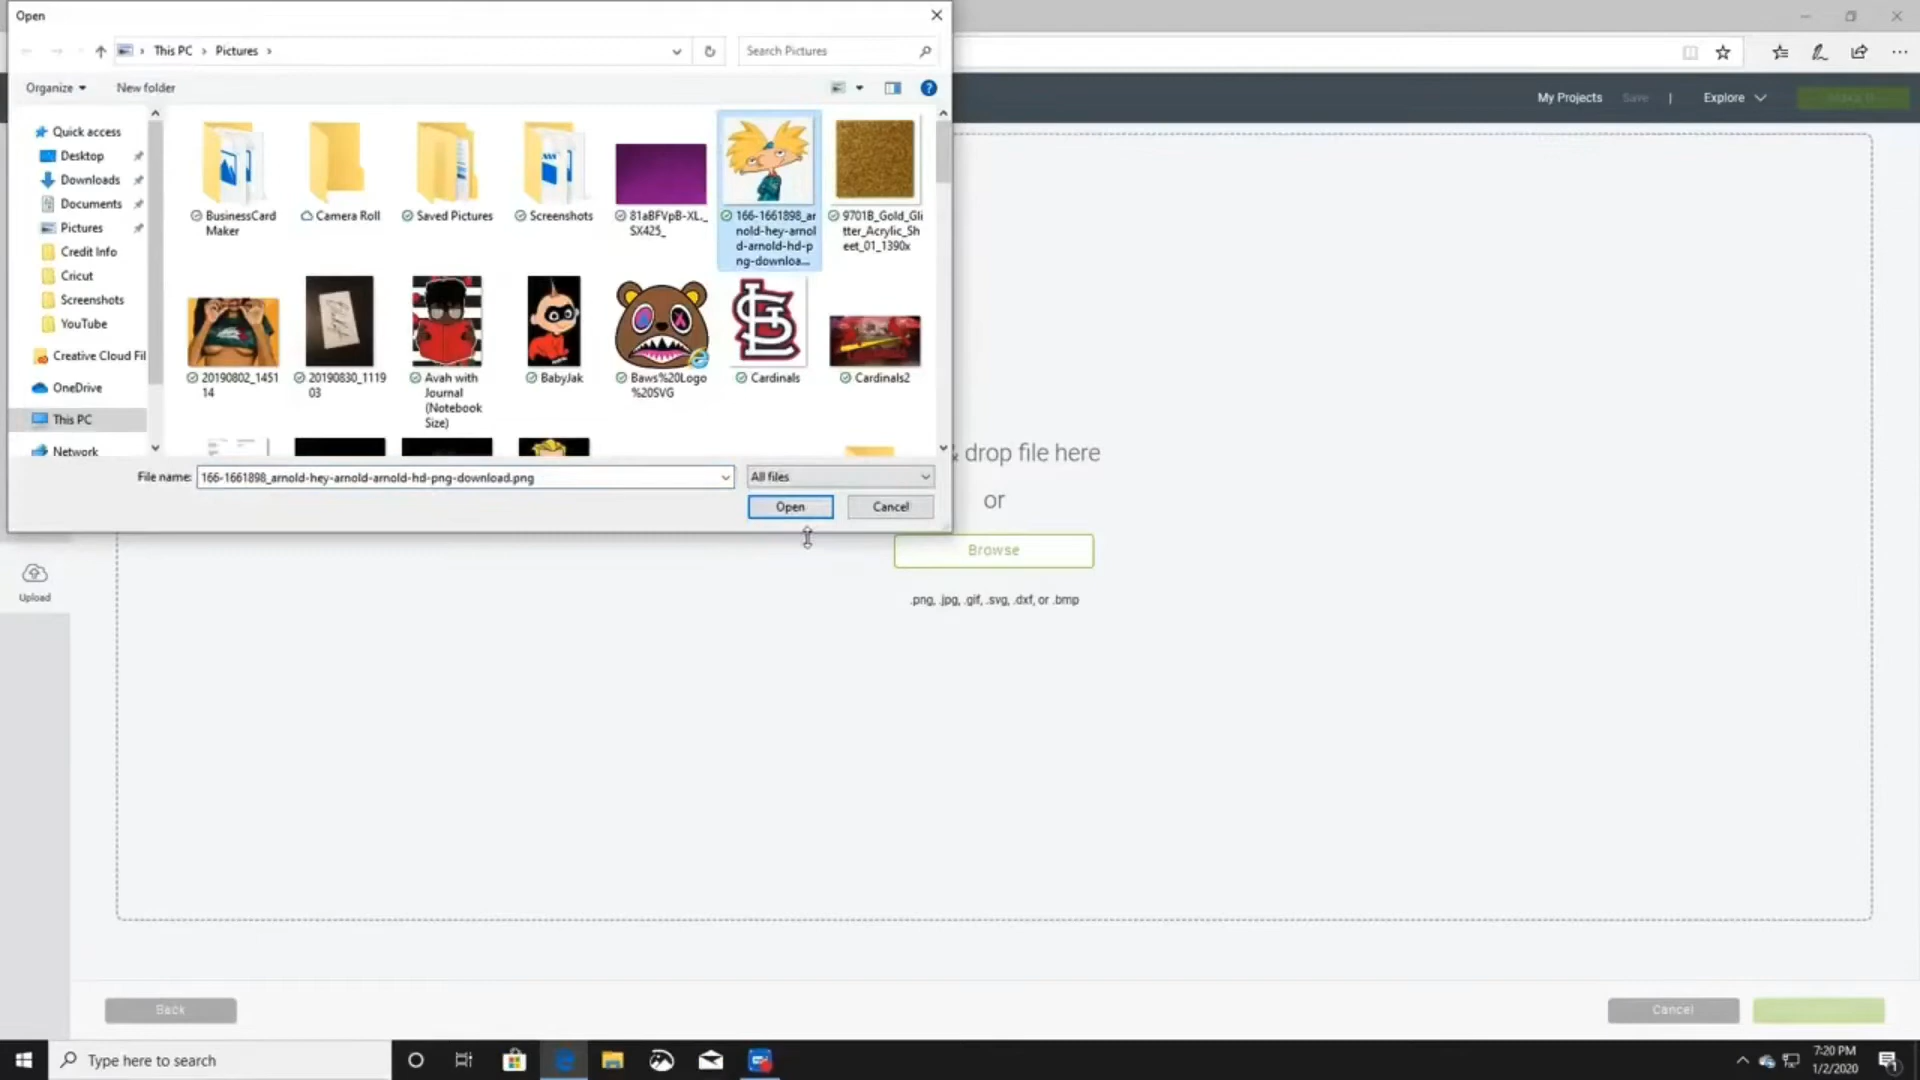 Open
This PC
Pictures
Search Pictures
Organize
New folder
My Projects
Save
|
Explore
Quick access
Desktop
Downloads
Documents
Pictures
Credit Info
Cricut
Screenshots
YouTube
Creative Cloud Fil
OneDrive
This PC
Network
BusinessCard
Maker
Camera Roll
Saved Pictures
Screenshots
81aBFVpB-XL._
SX425_
166-1661898_ar
nold-hey-arnol
d-arnold-hd-p
ng-downloa...
9701B_Gold_Gli
tter_Acrylic_Sh
eet_01_1390x
20190802_1451
14
20190830_1119
03
Avah with
Journal
(Notebook
Size)
BabyJak
Baws%20Logo
%20SVG
Cardinals
Cardinals2
File name:
166-1661898_arnold-hey-arnold-arnold-hd-png-download.png
All files
Open
Cancel
& drop file here
or
Browse
.png, .jpg, .gif, .svg, .dxf, or .bmp
Upload
Back
Cancel
Type here to search
7:20 PM
1/2/2020